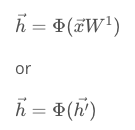 h⃗ = Φ(x⃗W¹)
or
h⃗ = Φ(h⃗′)